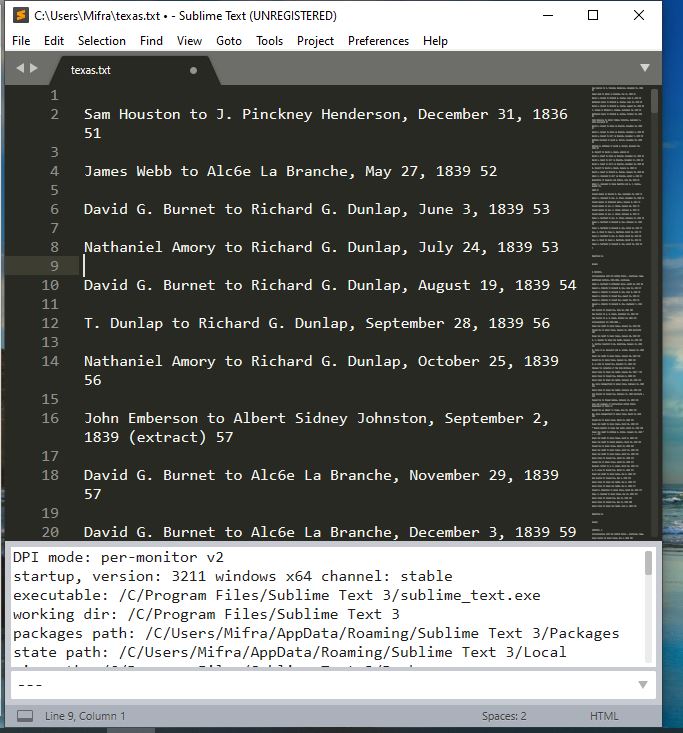 C:\Users\Mifra\texas.txt • - Sublime Text (UNREGISTERED)
File Edit Selection Find View Goto Tools Project Preferences Help
texas.txt
1
2 Sam Houston to J. Pinckney Henderson, December 31, 1836
51
3
4 James Webb to Alc6e La Branche, May 27, 1839 52
5
6 David G. Burnet to Richard G. Dunlap, June 3, 1839 53
7
8 Nathaniel Amory to Richard G. Dunlap, July 24, 1839 53
9
10 David G. Burnet to Richard G. Dunlap, August 19, 1839 54
11
12 T. Dunlap to Richard G. Dunlap, September 28, 1839 56
13
14 Nathaniel Amory to Richard G. Dunlap, October 25, 1839
56
15
16 John Emberson to Albert Sidney Johnston, September 2,
1839 (extract) 57
17
18 David G. Burnet to Alc6e La Branche, November 29, 1839
57
19
20 David G. Burnet to Alc6e La Branche, December 3, 1839 59
DPI mode: per-monitor v2
startup, version: 3211 windows x64 channel: stable
executable: /C/Program Files/Sublime Text 3/sublime_text.exe
working dir: /C/Program Files/Sublime Text 3
packages path: /C/Users/Mifra/AppData/Roaming/Sublime Text 3/Packages
state path: /C/Users/Mifra/AppData/Roaming/Sublime Text 3/Local
---
Line 9, Column 1 Spaces: 2 HTML